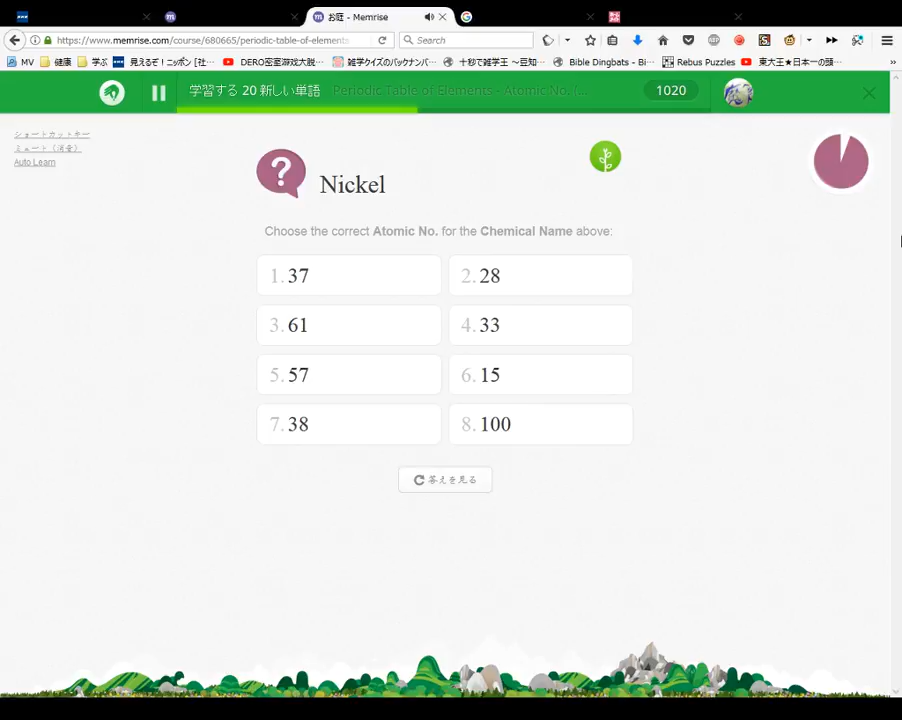 お庭 - Memrise
https://www.memrise.com/course/680665/periodic-table-of-elements
Search
MV
健康
学ぶ
見えるぞ！ニッポン [社…
DERO密室游戏大脱…
雑学クイズのバックナンバ…
十秒で雑学王 ～豆知…
Bible Dingbats - Bi…
Rebus Puzzles
東大王★日本一の頭…
学習する 20 新しい単語
Periodic Table of Elements - Atomic No. (…
1020
ショートカットキー
ミュート（消音）
Auto Learn
?
Nickel
Choose the correct Atomic No. for the Chemical Name above:
1. 37
2. 28
3. 61
4. 33
5. 57
6. 15
7. 38
8. 100
答えを見る